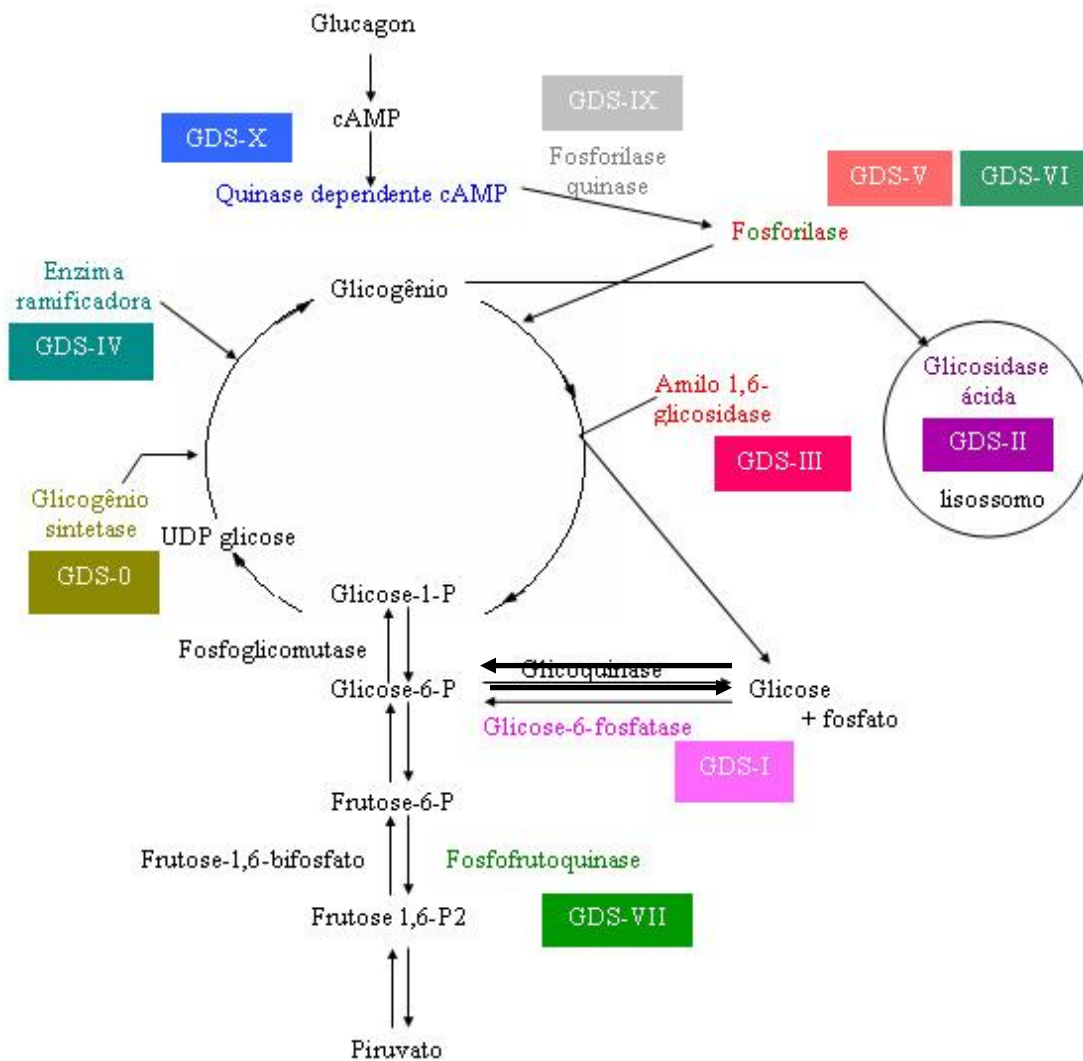 Glucagon
cAMP
GDS-X
GDS-IX
Fosforilase
quinase
Quinase dependente cAMP
GDS-V
GDS-VI
Fosforilase
Enzima
ramificadora
GDS-IV
Glicogênio
Glicosidase
ácida
GDS-II
lisossomo
Amilo 1,6-
glicosidase
GDS-III
Glicogênio
sintetase
GDS-0
UDP glicose
Glicose-1-P
Fosfoglicomutase
Glicose-6-P
Glicoquinase
Glicose
+ fosfato
Glicose-6-fosfatase
GDS-I
Frutose-6-P
Frutose-1,6-bifosfato
Fosfofrutoquinase
Frutose 1,6-P2
GDS-VII
Piruvato